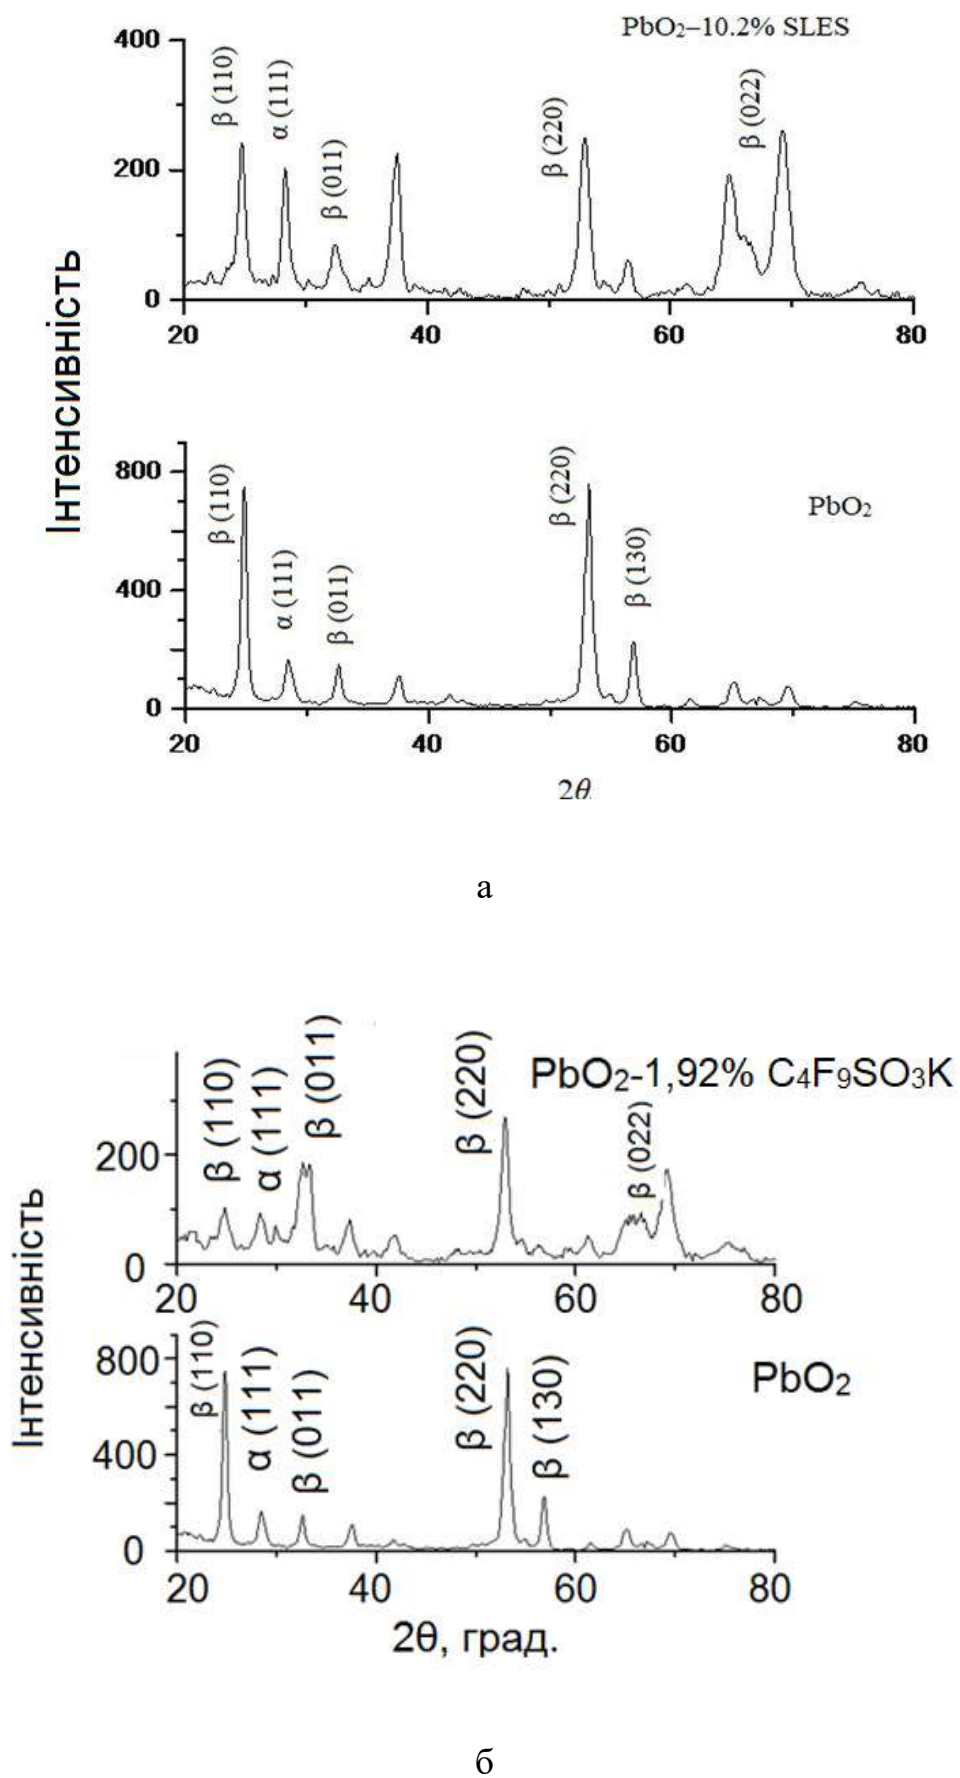 PbO₂–10.2% SLES
400
200
0
β (110)
α (111)
β (011)
β (220)
β (022)
20 40 60 80
Інтенсивність
800
400
0
β (110)
α (111)
β (011)
β (220)
β (130)
PbO₂
20 40 60 80
2θ
а
PbO₂-1,92% C₄F₉SO₃K
200
0
β (110)
α (111)
β (011)
β (220)
β (022)
20 40 60 80
Інтенсивність
800
400
0
β (110)
α (111)
β (011)
β (220)
β (130)
PbO₂
20 40 60 80
2θ, град.
б